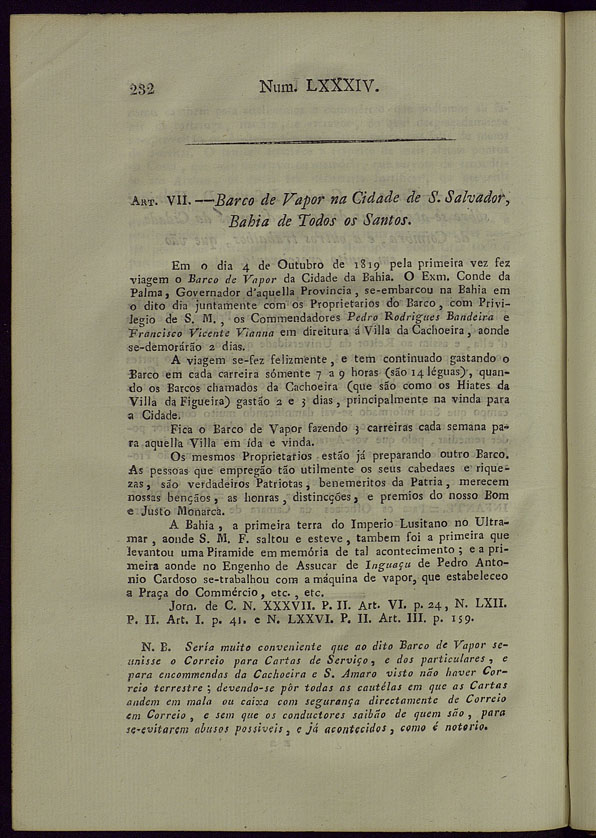 232
Num. LXXXIV.
ART. VII.—Barco de Vapor na Cidade de S. Salvador,
Bahia de Todos os Santos.
Em o dia 4 de Outubro de 1819 pela primeira vez fez
viagem o Barco de Vapor da Cidade da Bahia. O Exm. Conde da
Palma, Governador d'aquella Provincia, se-embarcou na Bahia em
o dito dia juntamente com os Proprietarios do Barco, com Privi-
legio de S. M., os Commendadores Pedro Rodrigues Bandeira e
Francisco Vicente Vianna em direitura á Villa da Cachoeira, aonde
se-demorárão 2 dias.
A viagem se-fez felizmente, e tem continuado gastando o
Barco em cada carreira sómente 7 a 9 horas (são 14 léguas), quan-
do os Barcos chamados da Cachoeira (que são como os Hiates da
Villa da Figueira) gastão 2 e 3 dias, principalmente na vinda para
a Cidade.
Fica o Barco de Vapor fazendo 3 carreiras cada semana pa-
ra aquella Villa em ída e vinda.
Os mesmos Proprietarios estão já preparando outro Barco.
As pessoas que empregão tão utilmente os seus cabedaes e rique-
zas, são verdadeiros Patriotas, benemeritos da Patria, merecem
nossas bençãos, as honras, distincções, e premios do nosso Bom
e Justo Monarca.
A Bahia, a primeira terra do Imperio Lusitano no Ultra-
mar, aonde S. M. F. saltou e esteve, tambem foi a primeira que
levantou uma Piramide em memória de tal acontecimento; e a pri-
meira aonde no Engenho de Assucar de Inguaçu de Pedro Anto-
nio Cardoso se-trabalhou com a máquina de vapor, que estabeleceo
a Praça do Commércio, etc., etc.
Jorn. de C. N. XXXVII. P. II. Art. VI. p. 24, N. LXII.
P. II. Art. I. p. 41. e N. LXXVI. P. II. Art. III. p. 159.
N. B. Sería muito conveniente que ao dito Barco de Vapor se-
unisse o Correio para Cartas de Serviço, e dos particulares, e
para encommendas da Cachoeira e S. Amaro visto não haver Cor-
reio terrestre; devendo-se pôr todas as cautélas em que as Cartas
andem em mala ou caixa com segurança directamente de Correio
em Correio, e sem que os conductores saibão de quem são, para
se-evitarem abusos possiveis, e já acontecidos, como é notorio.